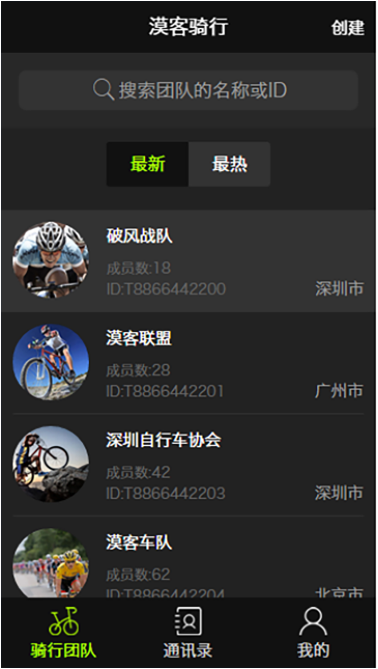 漠客骑行
创建
搜索团队的名称或ID
最新
最热
破风战队
成员数:18
ID:T8866442200
深圳市
漠客联盟
成员数:28
ID:T8866442201
广州市
深圳自行车协会
成员数:42
ID:T8866442203
深圳市
漠客车队
成员数:62
ID:T8866442204
北京市
骑行团队
通讯录
我的